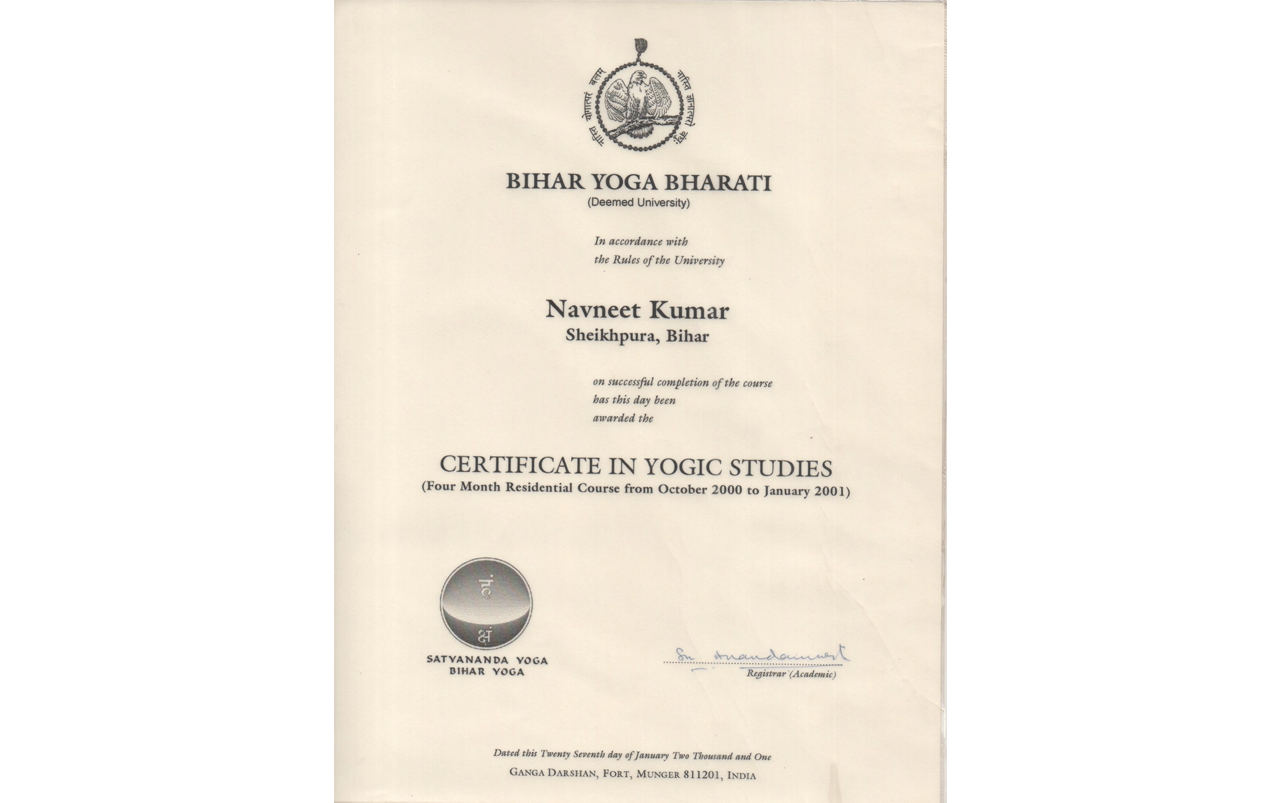 BIHAR YOGA BHARATI
(Deemed University)
In accordance with
the Rules of the University
Navneet Kumar
Sheikhpura, Bihar
on successful completion of the course
has this day been
awarded the
CERTIFICATE IN YOGIC STUDIES
(Four Month Residential Course from October 2000 to January 2001)
हं
क्षं
SATYANANDA YOGA
BIHAR YOGA
Registrar (Academic)
Dated this Twenty Seventh day of January Two Thousand and One
GANGA DARSHAN, FORT, MUNGER 811201, INDIA